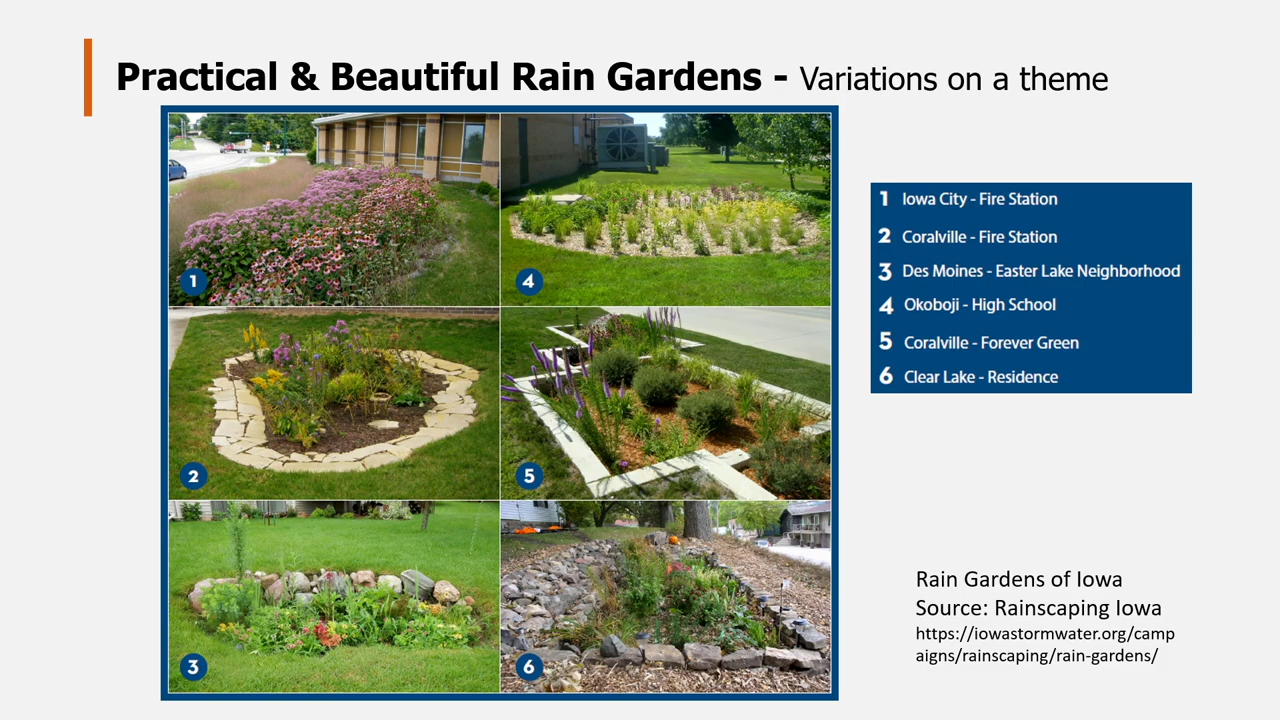 Practical & Beautiful Rain Gardens - Variations on a theme
1
4
2
5
3
6
1 Iowa City - Fire Station
2 Coralville - Fire Station
3 Des Moines - Easter Lake Neighborhood
4 Okoboji - High School
5 Coralville - Forever Green
6 Clear Lake - Residence
Rain Gardens of Iowa
Source: Rainscaping Iowa
https://iowastormwater.org/camp
aigns/rainscaping/rain-gardens/